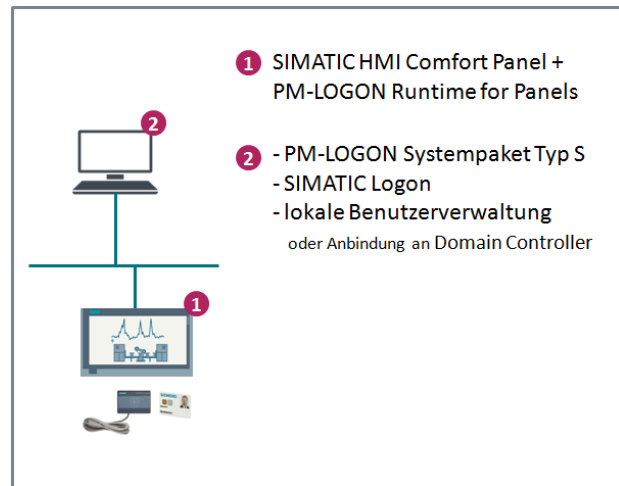 1 SIMATIC HMI Comfort Panel +
PM-LOGON Runtime for Panels
2 - PM-LOGON Systempaket Typ S
- SIMATIC Logon
- lokale Benutzerverwaltung
oder Anbindung an Domain Controller
2
1